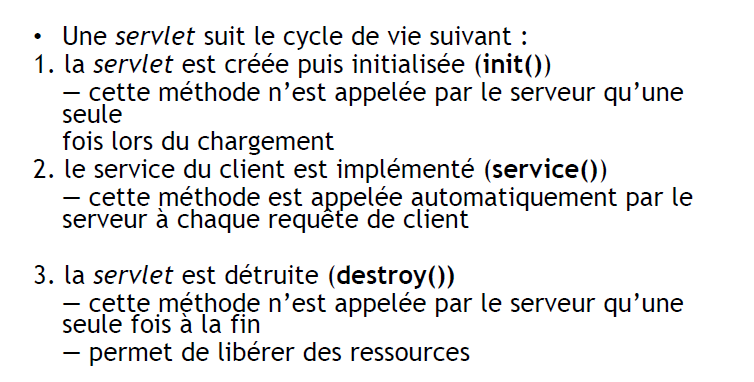 • Une servlet suit le cycle de vie suivant :
1. la servlet est créée puis initialisée (init())
— cette méthode n’est appelée par le serveur qu’une
seule
fois lors du chargement
2. le service du client est implémenté (service())
— cette méthode est appelée automatiquement par le
serveur à chaque requête de client
3. la servlet est détruite (destroy())
— cette méthode n’est appelée par le serveur qu’une
seule fois à la fin
— permet de libérer des ressources